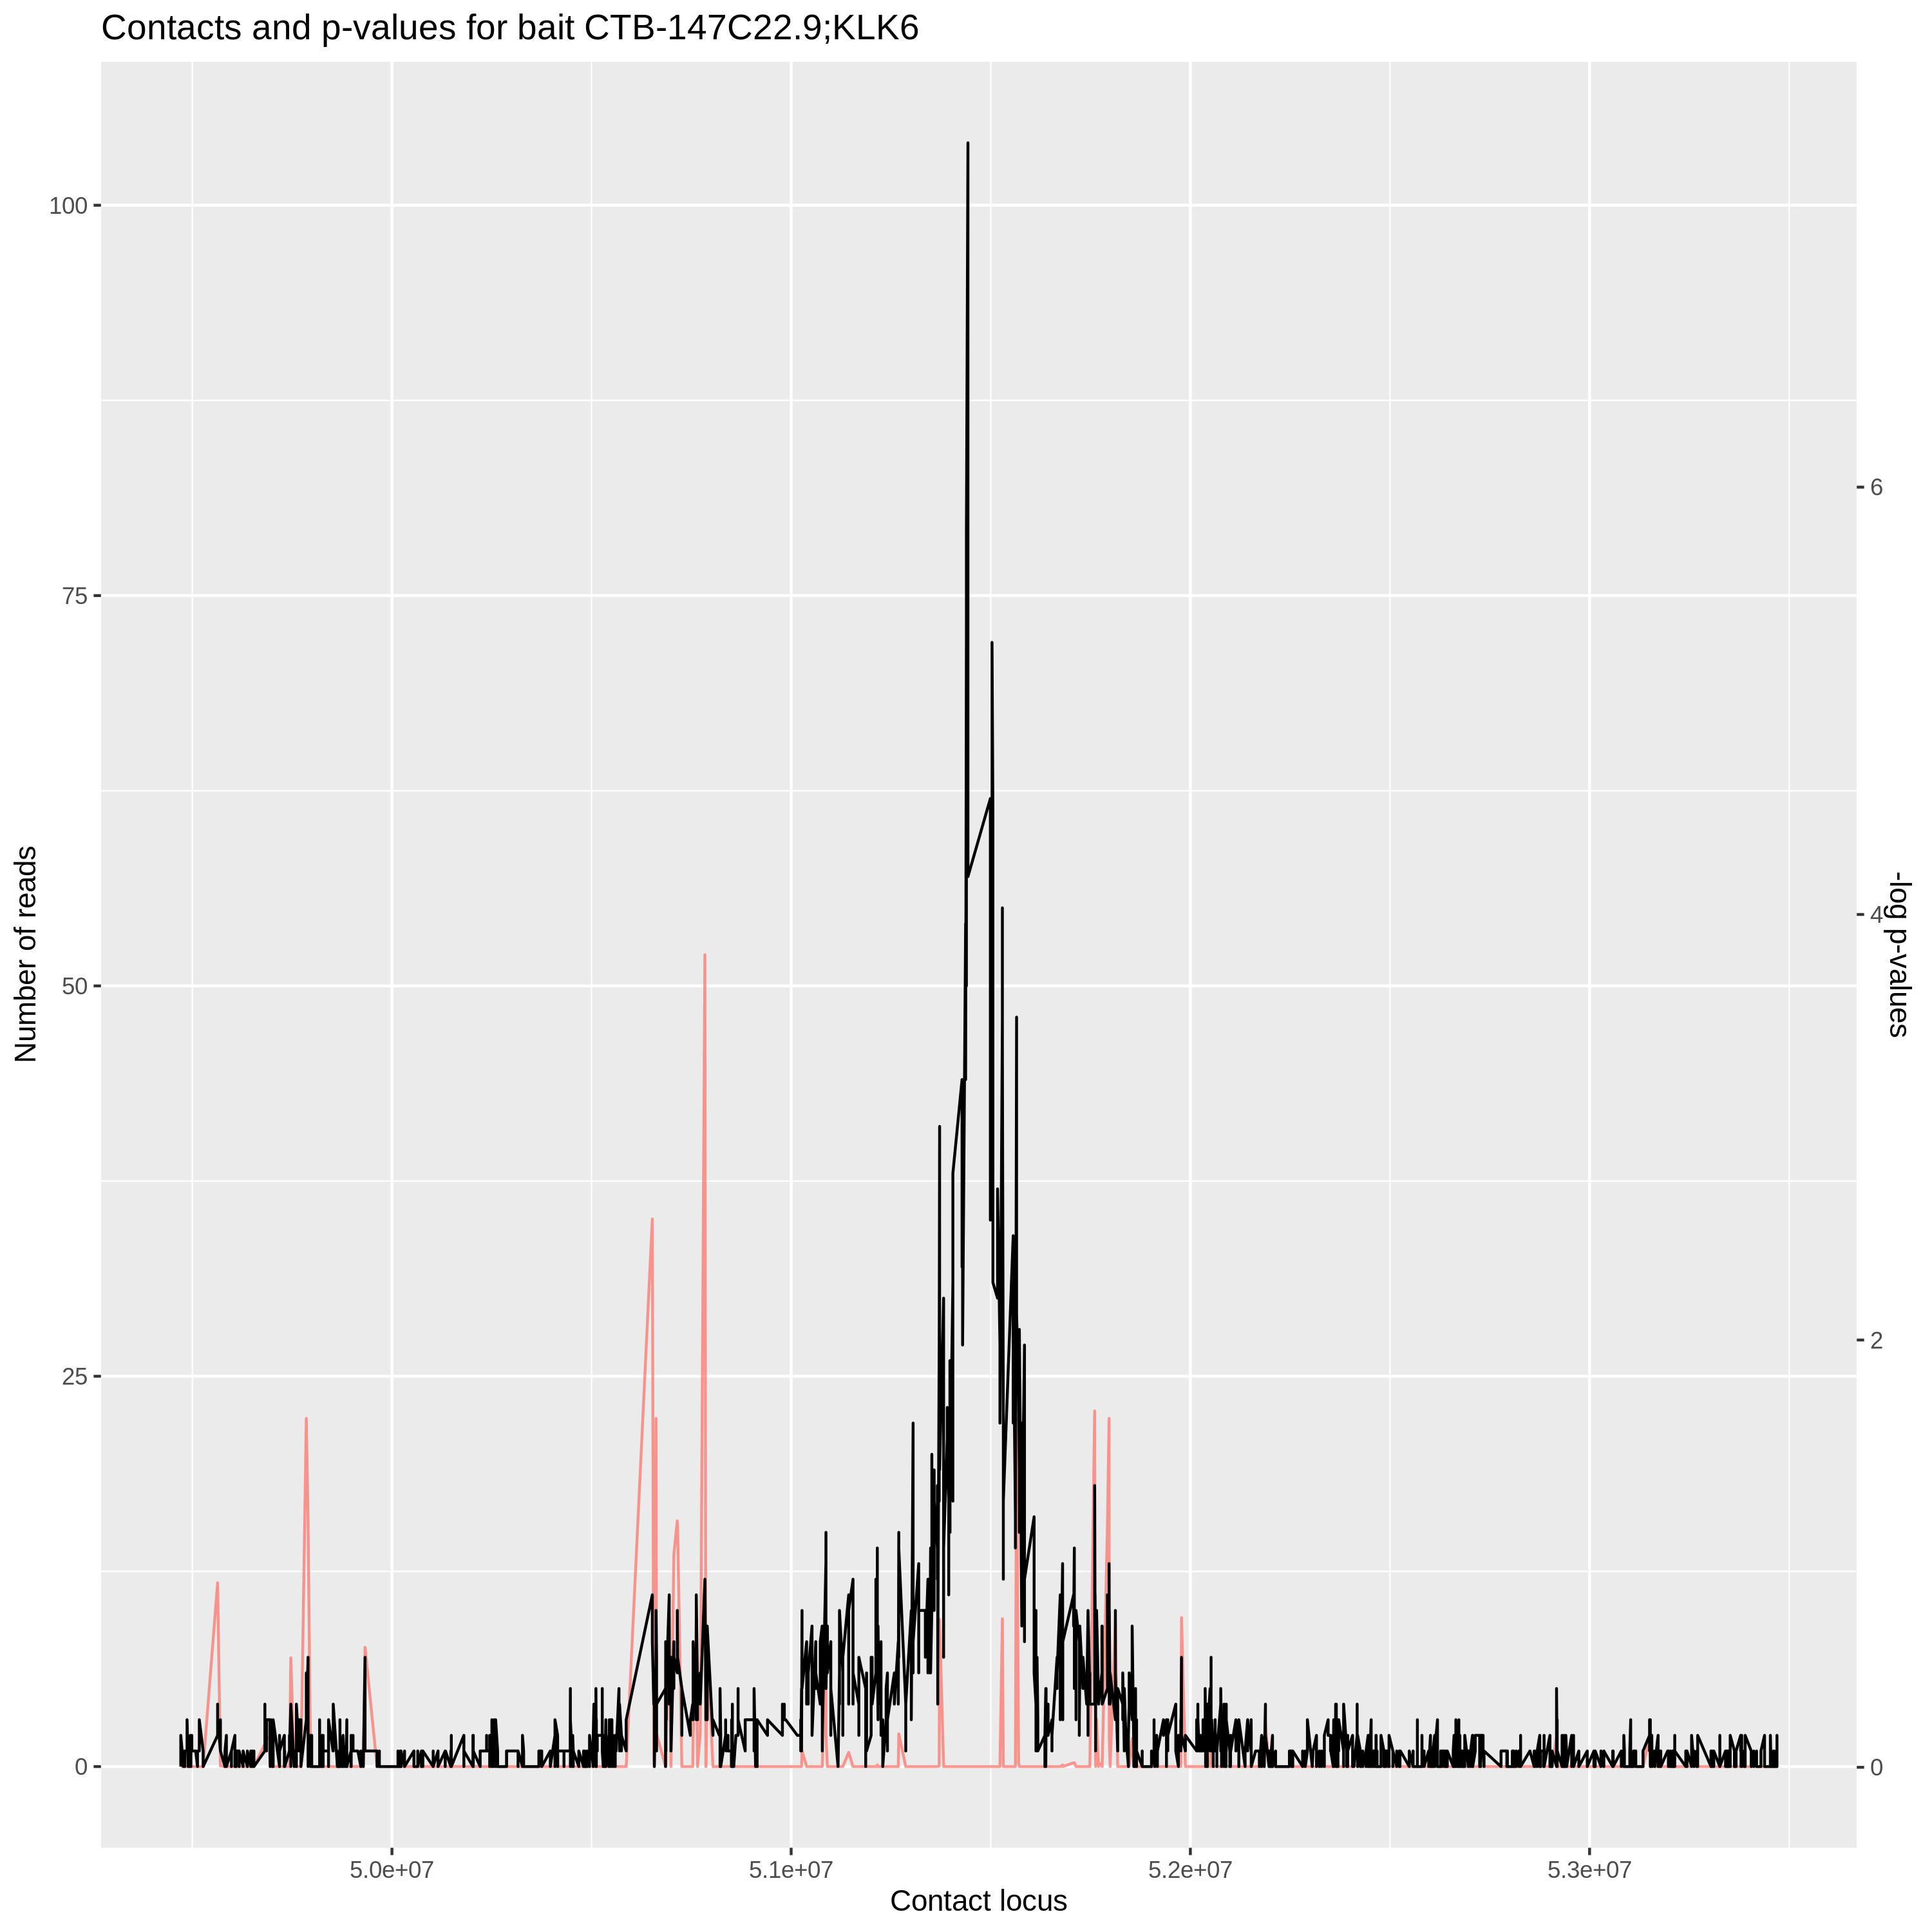 Contacts and p-values for bait CTB-147C22.9;KLK6
100
75
50
25
0
Number of reads
6
4
2
0
-log p-values
5.0e+07
5.1e+07
5.2e+07
5.3e+07
Contact locus